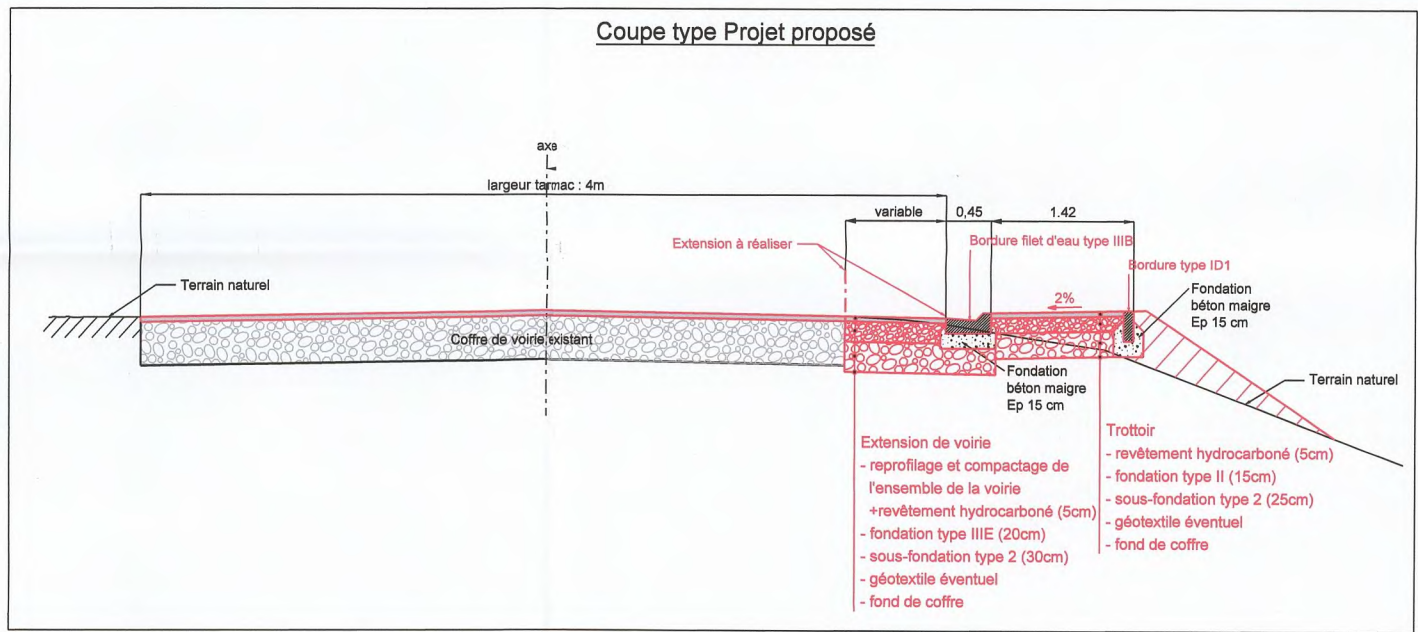 Coupe type Projet proposé
axe
largeur tarmac : 4m
variable
0,45
1.42
Extension à réaliser
Bordure filet d'eau type IIIB
Bordure type ID1
Terrain naturel
2%
Fondation
béton maigre
Ep 15 cm
Coffre de voirie existant
Fondation
béton maigre
Ep 15 cm
Terrain naturel
Extension de voirie
- reprofilage et compactage de
l'ensemble de la voirie
+revêtement hydrocarboné (5cm)
- fondation type IIIE (20cm)
- sous-fondation type 2 (30cm)
- géotextile éventuel
- fond de coffre
Trottoir
- revêtement hydrocarboné (5cm)
- fondation type II (15cm)
- sous-fondation type 2 (25cm)
- géotextile éventuel
- fond de coffre